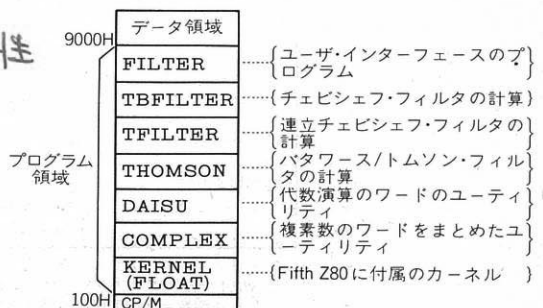 性
データ領域
9000H
FILTER
ユーザ・インターフェースのプ
ログラム
TBFILTER
チェビシェフ・フィルタの計算
TFILTER
連立チェビシェフ・フィルタの
計算
プログラム
領域
THOMSON
バタワース/トムソン・フィル
タの計算
DAISU
代数演算のワードのユーティ
リティ
COMPLEX
複素数のワードをまとめたユ
ーティリティ
KERNEL
(FLOAT)
Fifth Z80に付属のカーネル
100H
CP/M